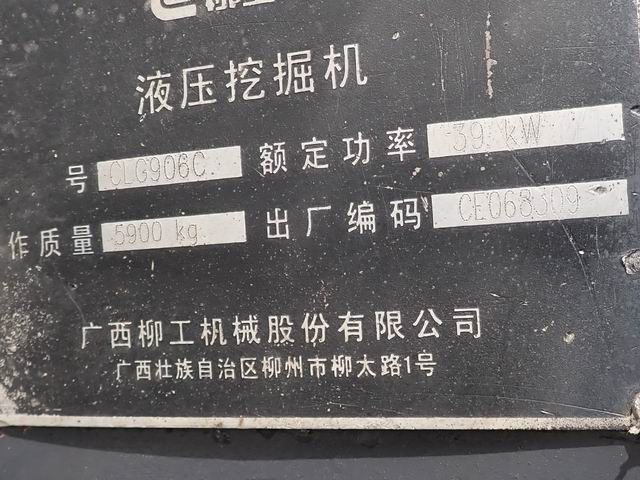 液压挖掘机
号 CLG906C 额定功率 39 kW
作质量 5900 kg 出厂编码 CE068309
广西柳工机械股份有限公司
广西壮族自治区柳州市柳太路1号